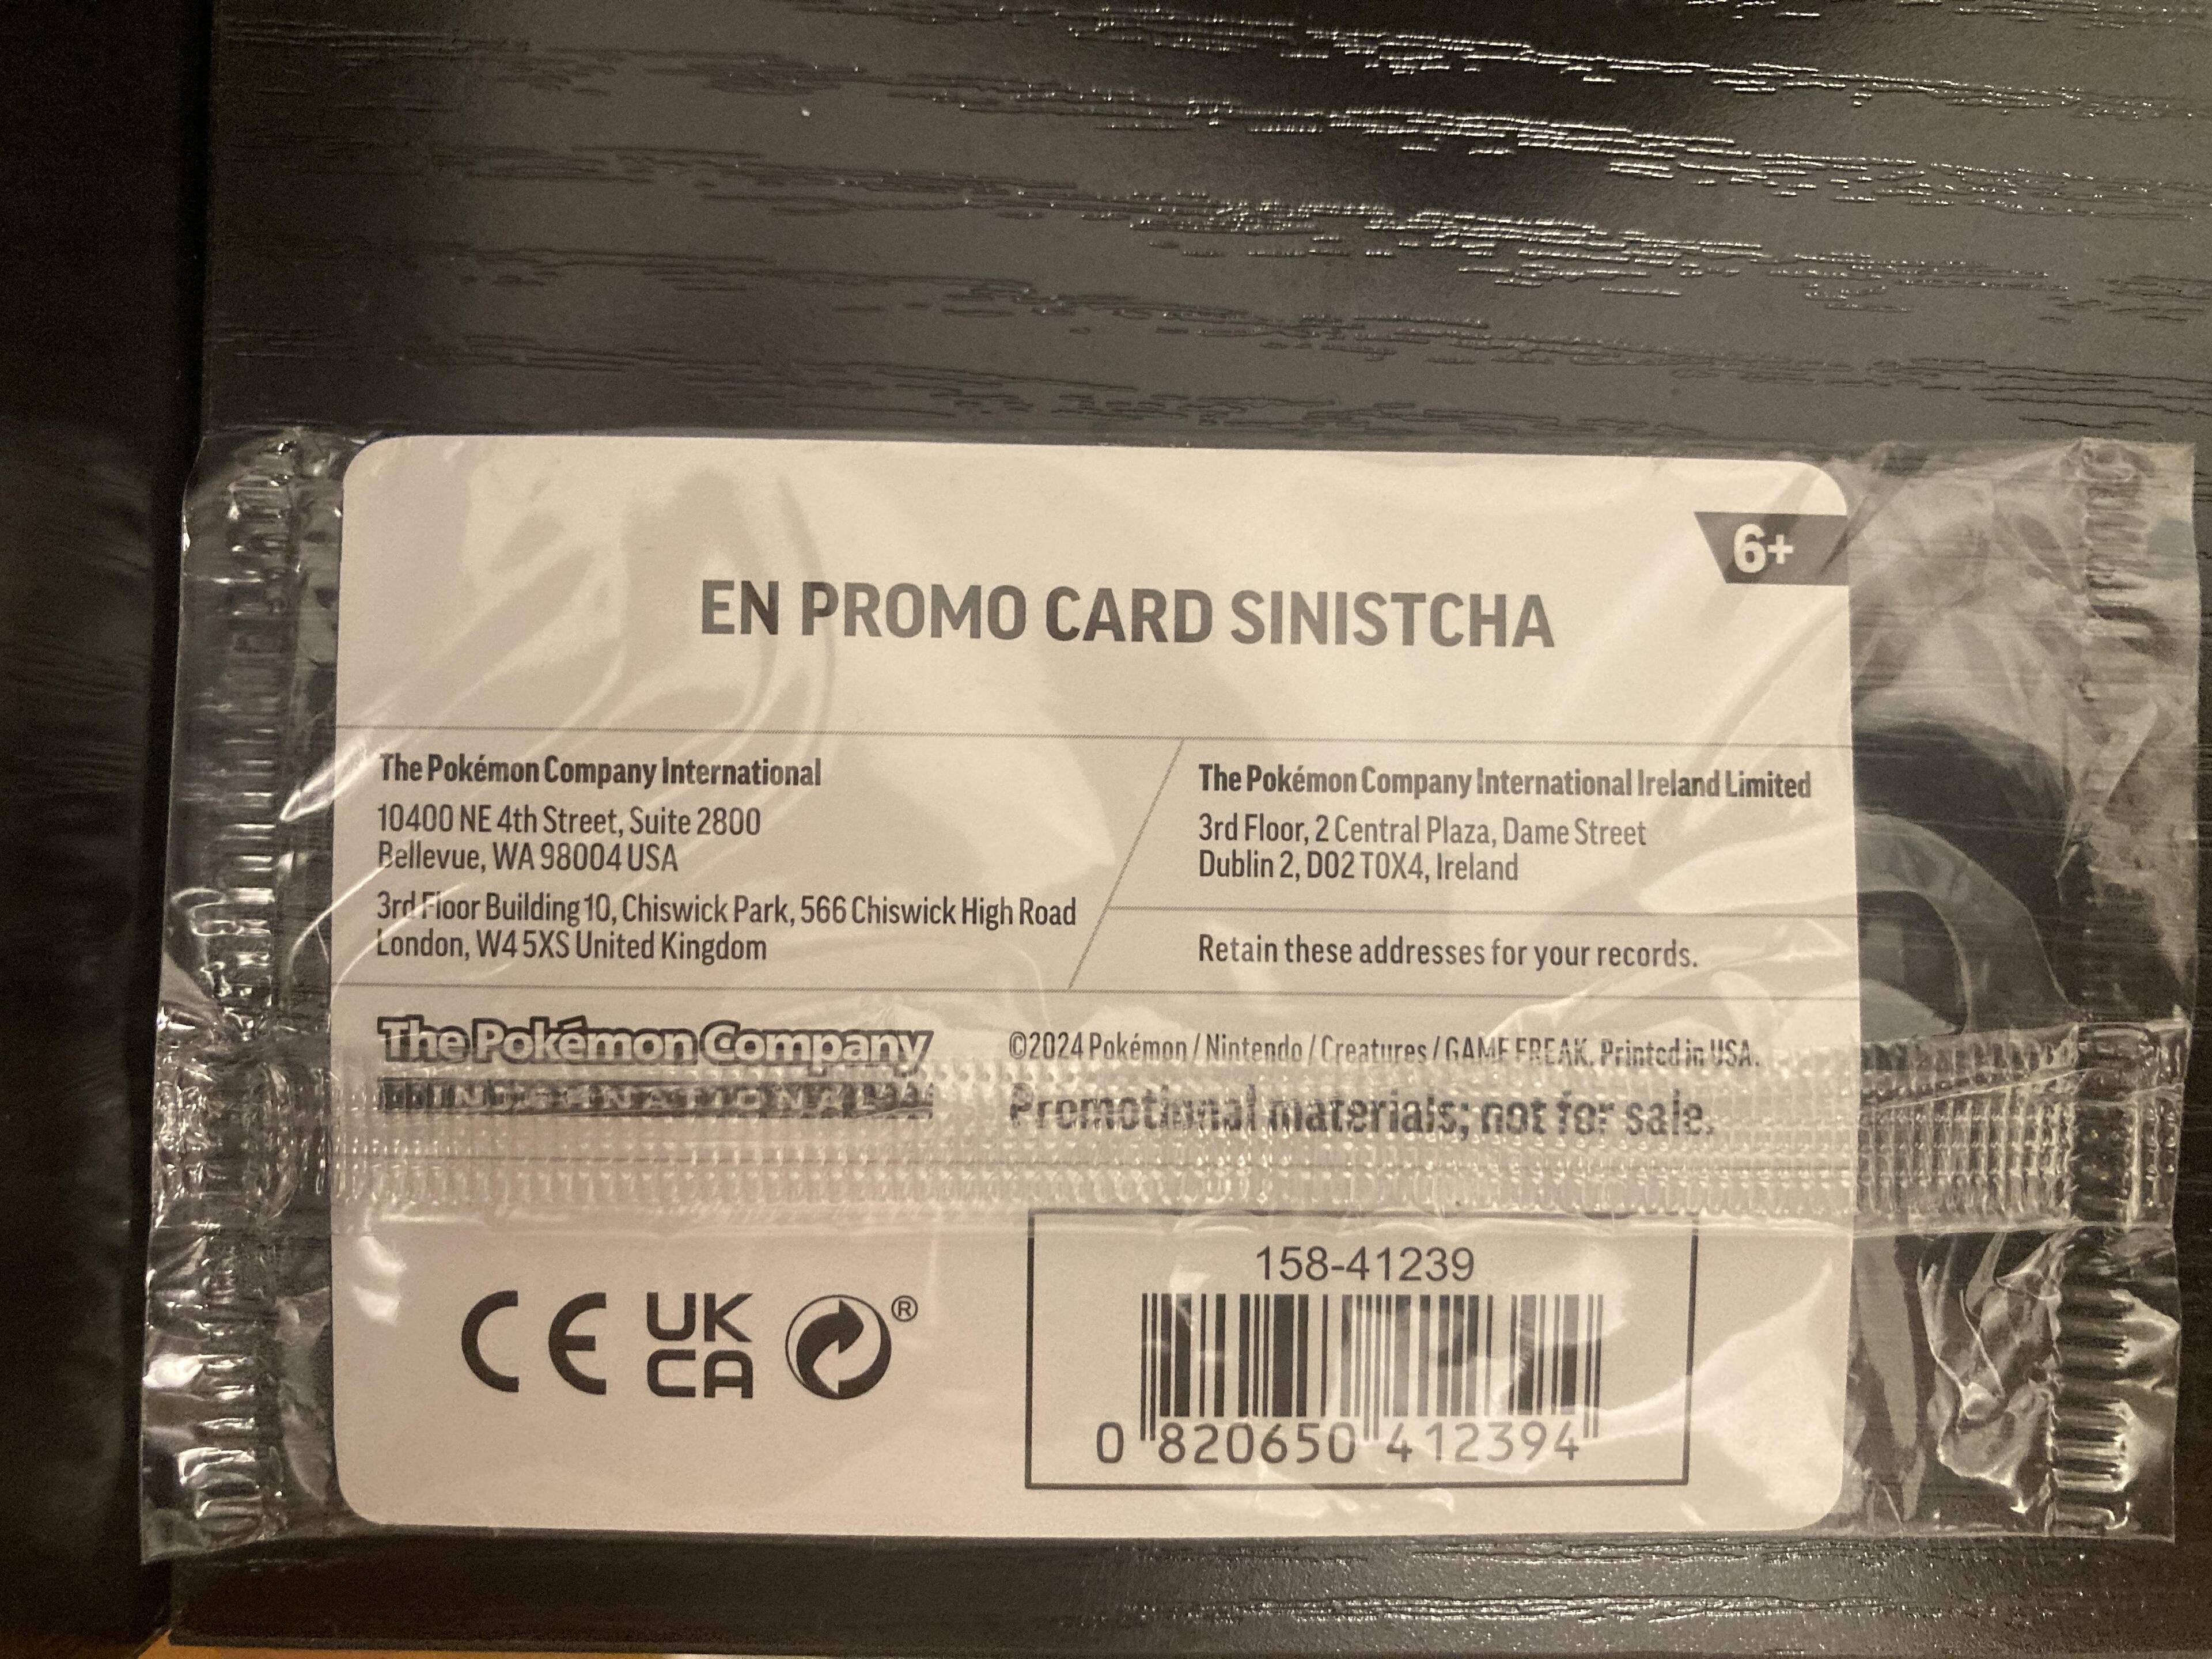 6+
EN PROMO CARD SINISTCHA
The Pokémon Company International
10400 NE 4th Street, Suite 2800
Bellevue, WA 98004 USA
3rd Floor Building 10, Chiswick Park, 566 Chiswick High Road
London, W4 5XS United Kingdom
The Pokémon Company International Ireland Limited
3rd Floor, 2 Central Plaza, Dame Street
Dublin 2, D02 T0X4, Ireland
Retain these addresses for your records.
The Pokémon Company
INTERNATIONAL
©2024 Pokémon / Nintendo / Creatures / GAME FREAK. Printed in USA.
Promotional materials; not for sale.
CE UK
CA ®
158-41239
0 820650 412394